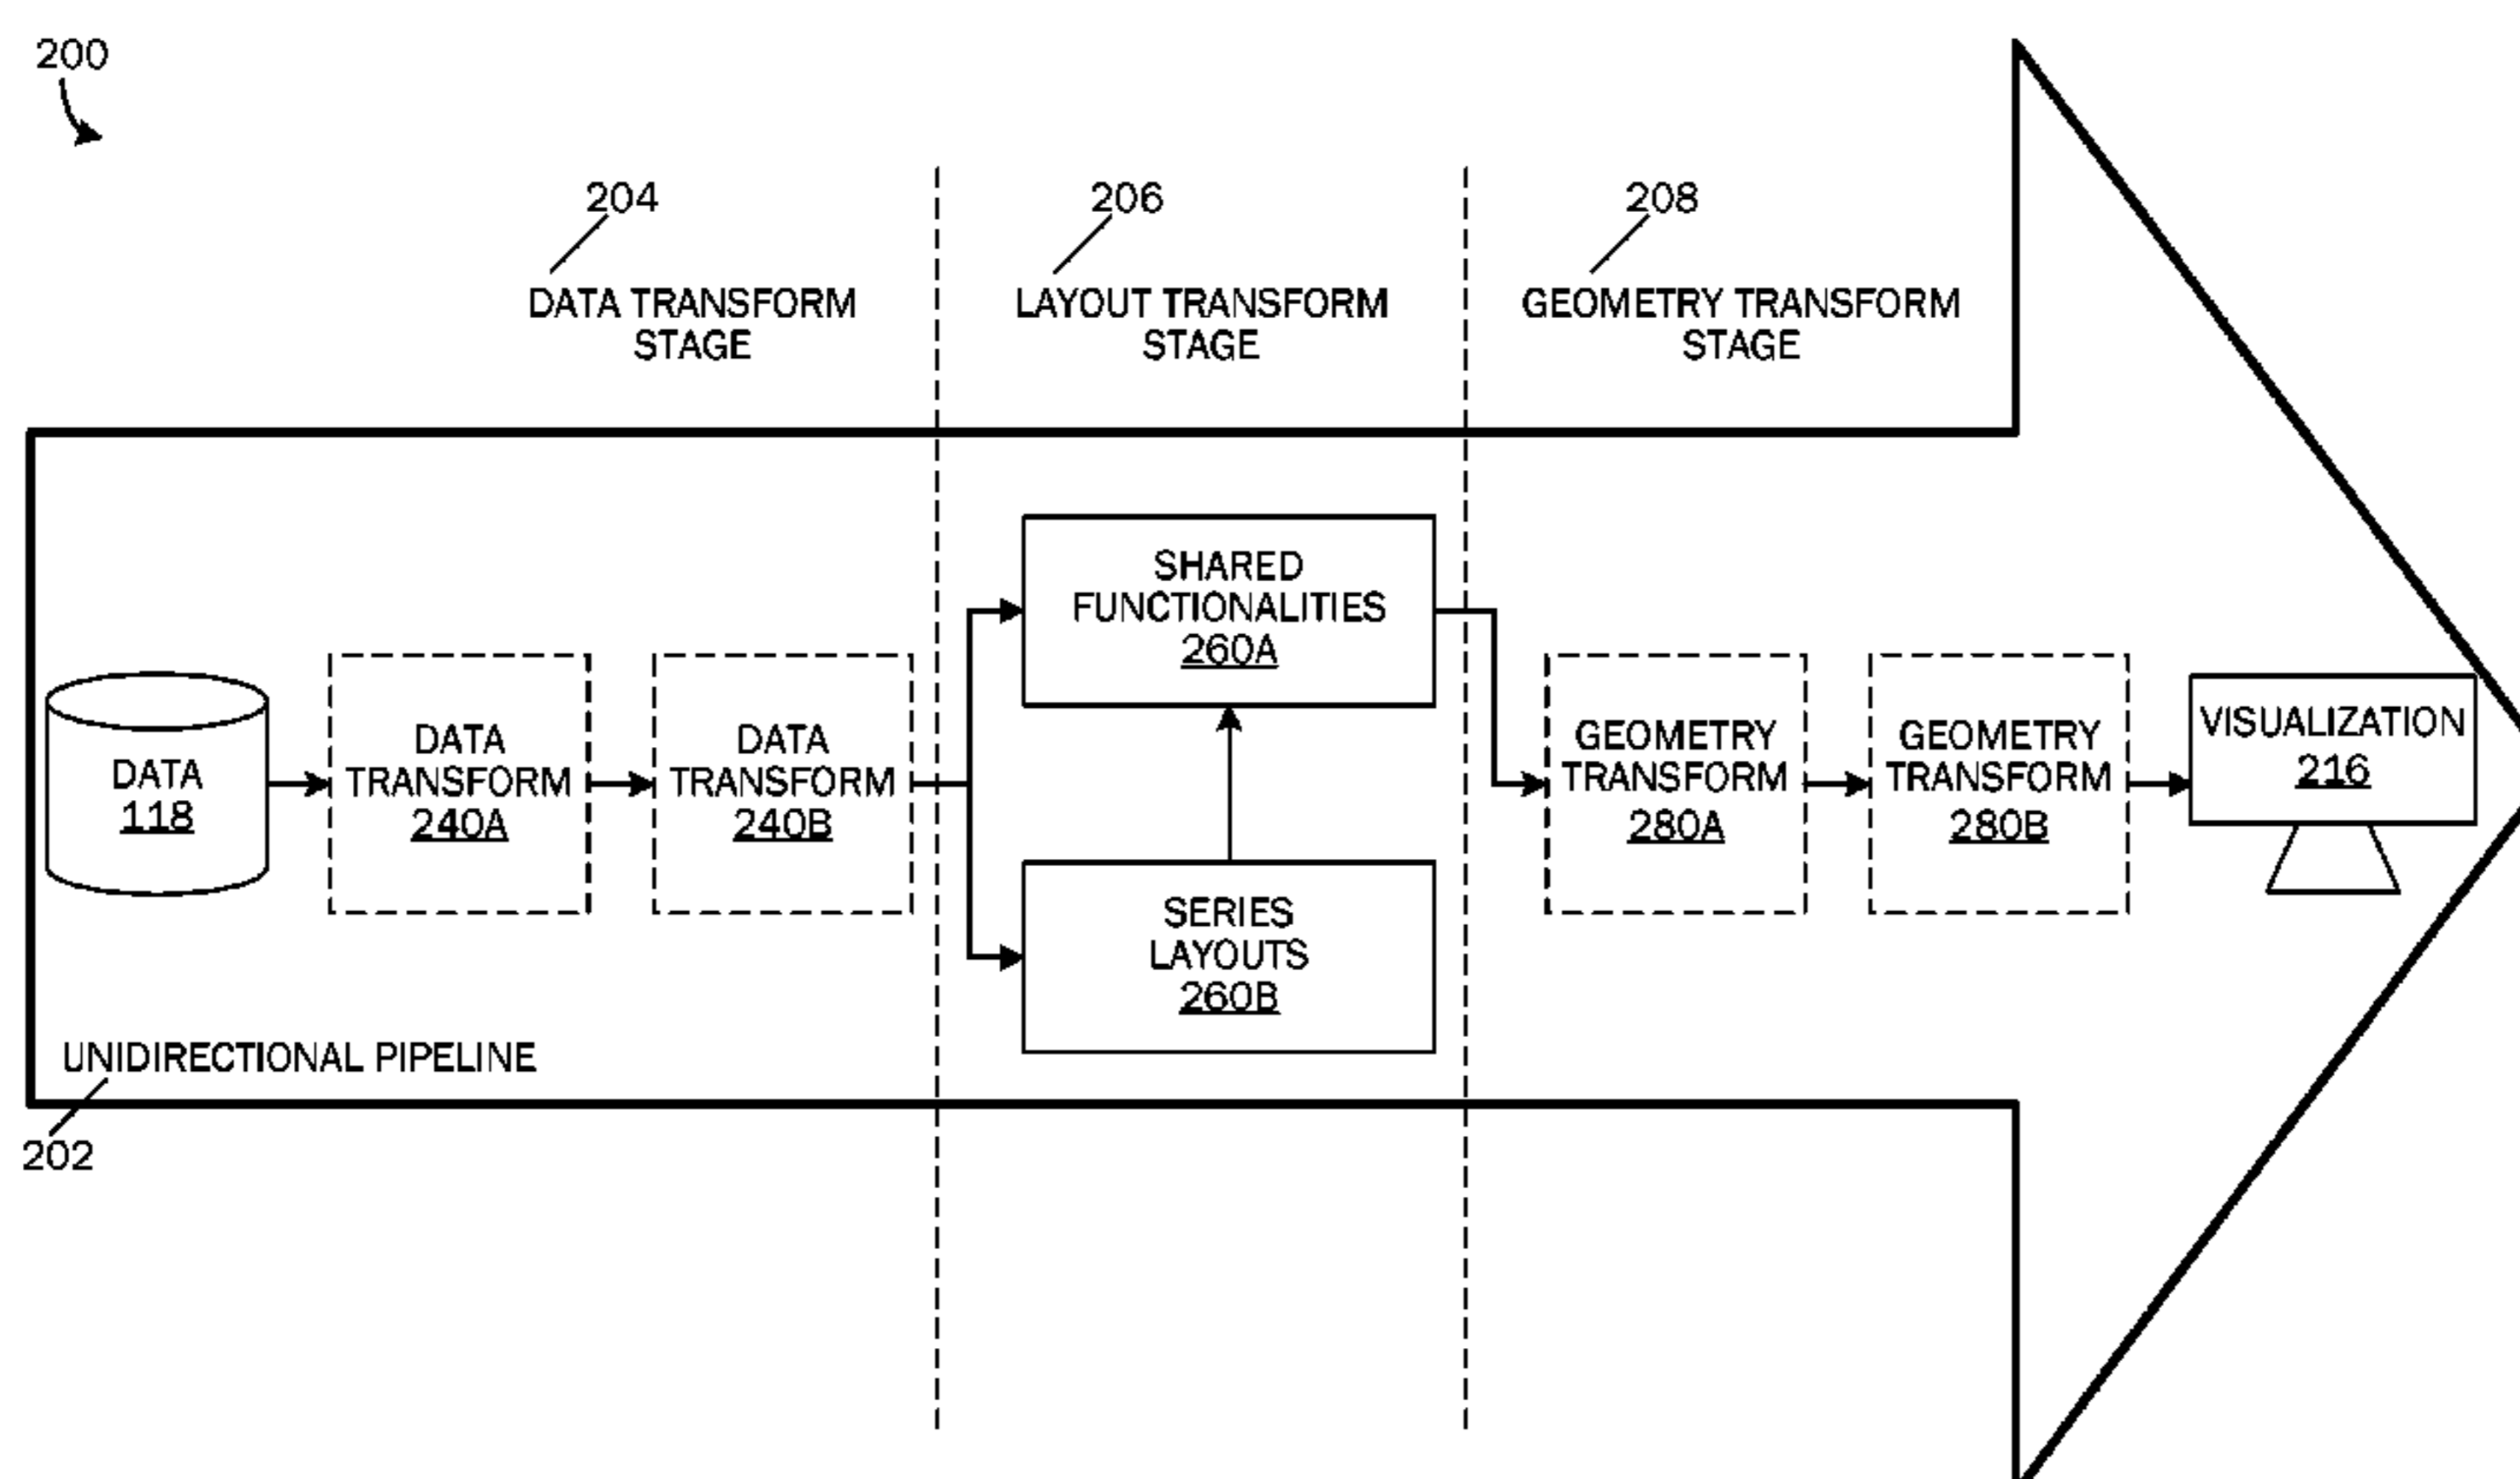 200
204
DATA TRANSFORM
STAGE
206
LAYOUT TRANSFORM
STAGE
208
GEOMETRY TRANSFORM
STAGE
DATA
118
DATA
TRANSFORM
240A
DATA
TRANSFORM
240B
SHARED
FUNCTIONALITIES
260A
SERIES
LAYOUTS
260B
GEOMETRY
TRANSFORM
280A
GEOMETRY
TRANSFORM
280B
VISUALIZATION
216
UNIDIRECTIONAL PIPELINE
202